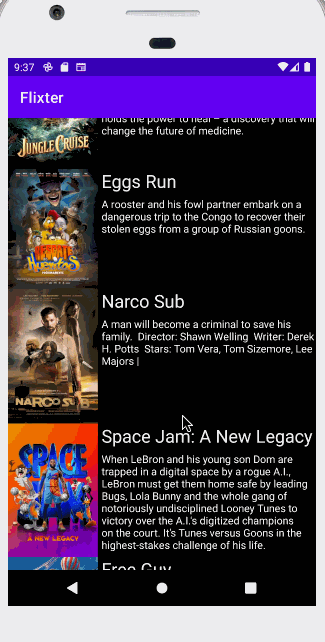 9:37
Flixter
holds the power to heal – a discovery that will
change the future of medicine.
JUNGLE CRUISE
Eggs Run
A rooster and his fowl partner embark on a
dangerous trip to the Congo to recover their
stolen eggs from a group of Russian goons.
HUEVITOS
Narco Sub
A man will become a criminal to save his
family.  Director: Shawn Welling  Writer: Derek
H. Potts  Stars: Tom Vera, Tom Sizemore, Lee
Majors |
NARCO SUB
Space Jam: A New Legacy
When LeBron and his young son Dom are
trapped in a digital space by a rogue A.I.,
LeBron must get them home safe by leading
Bugs, Lola Bunny and the whole gang of
notoriously undisciplined Looney Tunes to
victory over the A.I.'s digitized champions
on the court. It's Tunes versus Goons in the
highest-stakes challenge of his life.
SPACE JAM
A NEW LEGACY
Free Guy